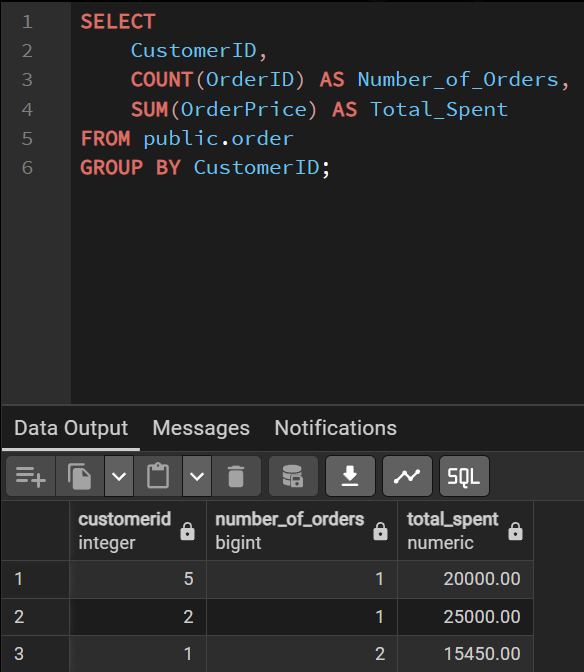 1 SELECT
2 CustomerID,
3 COUNT(OrderID) AS Number_of_Orders,
4 SUM(OrderPrice) AS Total_Spent
5 FROM public.order
6 GROUP BY CustomerID;
Data Output Messages Notifications
SQL
customerid number_of_orders total_spent
integer bigint numeric
1 5 1 20000.00
2 2 1 25000.00
3 1 2 15450.00